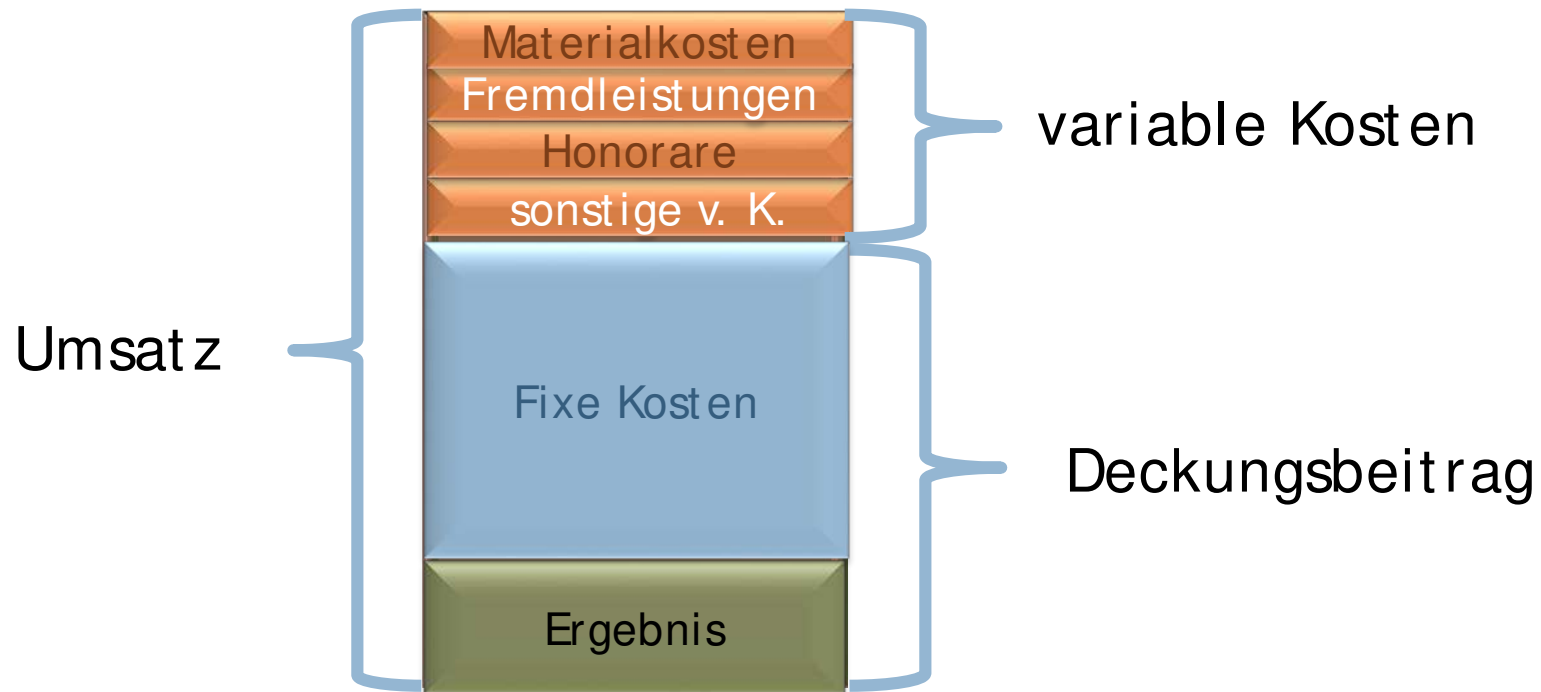 Materialkosten
Fremdleistungen
Honorare
sonstige v. K.
variable Kosten
Umsatz
Fixe Kosten
Deckungsbeitrag
Ergebnis